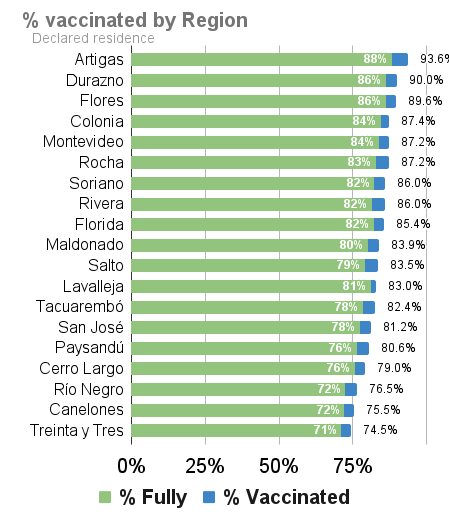 % vaccinated by Region
Declared residence
Artigas 88% 93.6%
Durazno 86% 90.0%
Flores 86% 89.6%
Colonia 84% 87.4%
Montevideo 84% 87.2%
Rocha 83% 87.2%
Soriano 82% 86.0%
Rivera 82% 86.0%
Florida 82% 85.4%
Maldonado 80% 83.9%
Salto 79% 83.5%
Lavalleja 81% 83.0%
Tacuarembó 78% 82.4%
San José 78% 81.2%
Paysandú 76% 80.6%
Cerro Largo 76% 79.0%
Río Negro 72% 76.5%
Canelones 72% 75.5%
Treinta y Tres 71% 74.5%
0% 25% 50% 75%
% Fully % Vaccinated